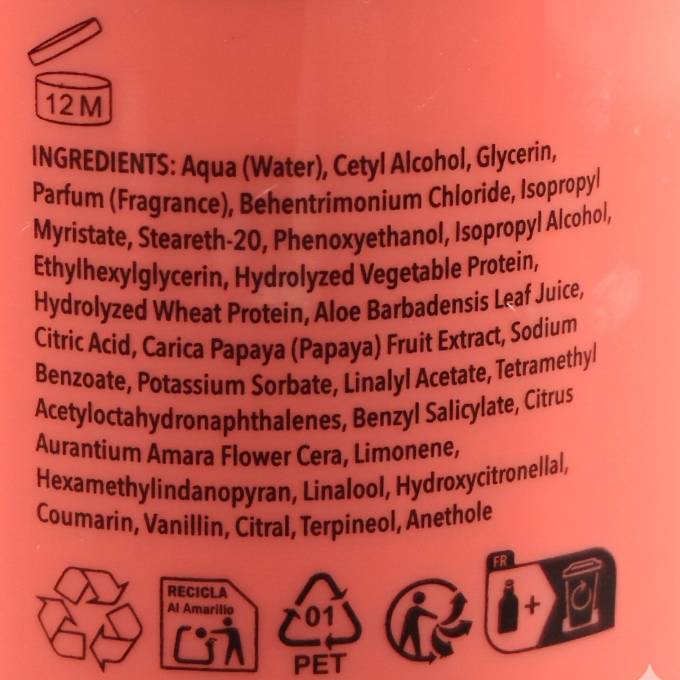 12 M
INGREDIENTS: Aqua (Water), Cetyl Alcohol, Glycerin,
Parfum (Fragrance), Behentrimonium Chloride, Isopropyl
Myristate, Steareth-20, Phenoxyethanol, Isopropyl Alcohol,
Ethylhexylglycerin, Hydrolyzed Vegetable Protein,
Hydrolyzed Wheat Protein, Aloe Barbadensis Leaf Juice,
Citric Acid, Carica Papaya (Papaya) Fruit Extract, Sodium
Benzoate, Potassium Sorbate, Linalyl Acetate, Tetramethyl
Acetyloctahydronaphthalenes, Benzyl Salicylate, Citrus
Aurantium Amara Flower Cera, Limonene,
Hexamethylindanopyran, Linalool, Hydroxycitronellal,
Coumarin, Vanillin, Citral, Terpineol, Anethole
RECICLA
Al Amarillo
01
PET
FR
+